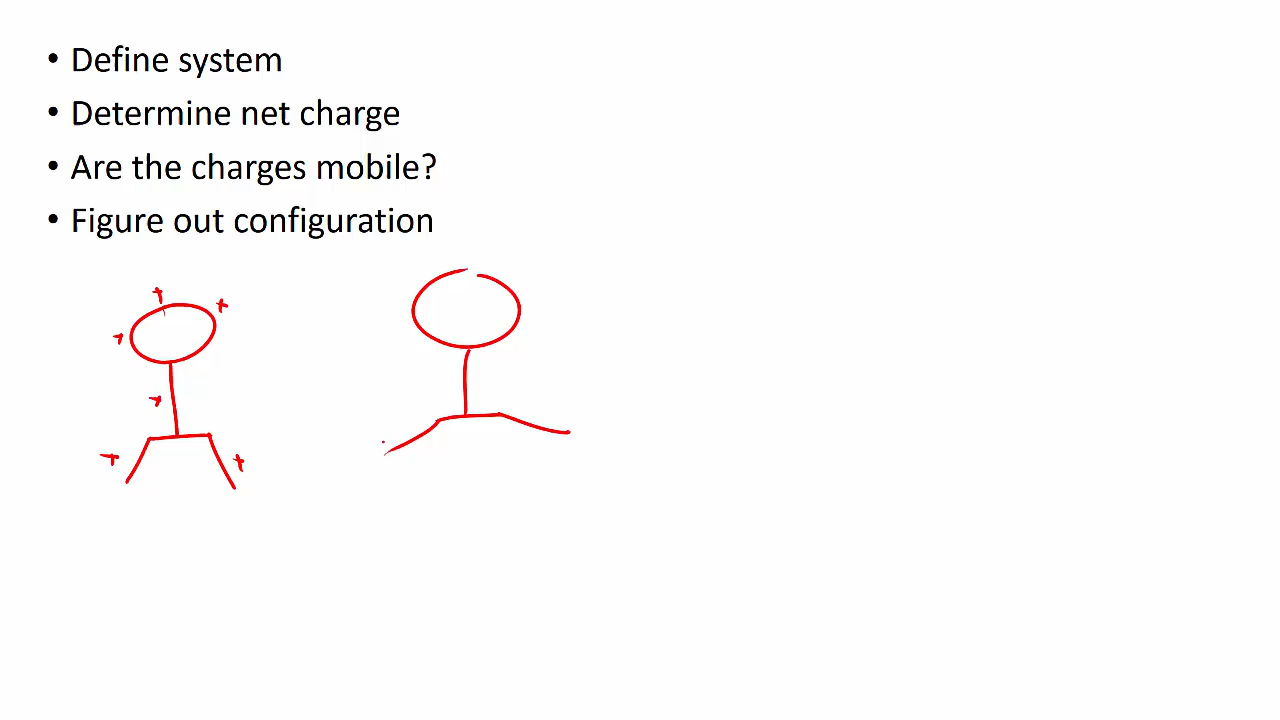 • Define system
• Determine net charge
• Are the charges mobile?
• Figure out configuration
+ +
+
+
+ +